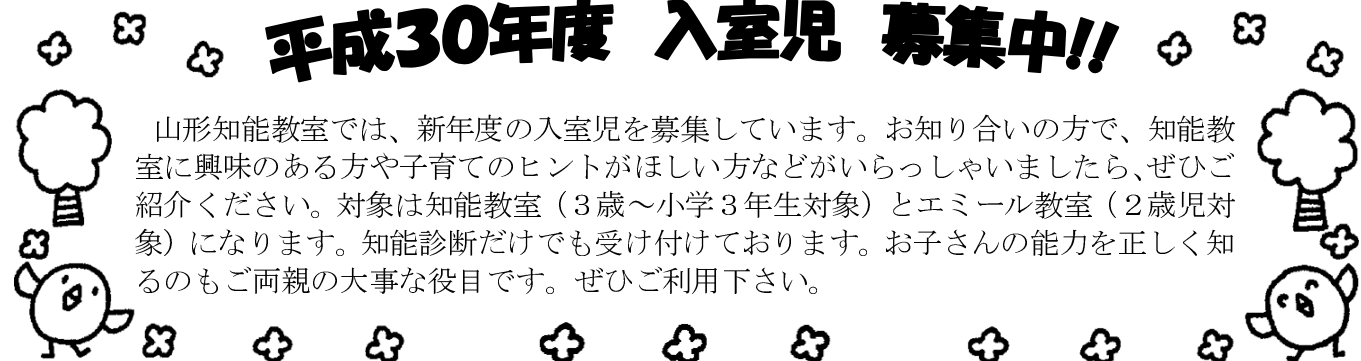 平成30年度　入室児　募集中!!
山形知能教室では、新年度の入室児を募集しています。お知り合いの方で、知能教
室に興味のある方や子育てのヒントがほしい方などがいらっしゃいましたら、ぜひご
紹介ください。対象は知能教室（３歳～小学３年生対象）とエミール教室（２歳児対
象）になります。知能診断だけでも受け付けております。お子さんの能力を正しく知
るのもご両親の大事な役目です。ぜひご利用下さい。